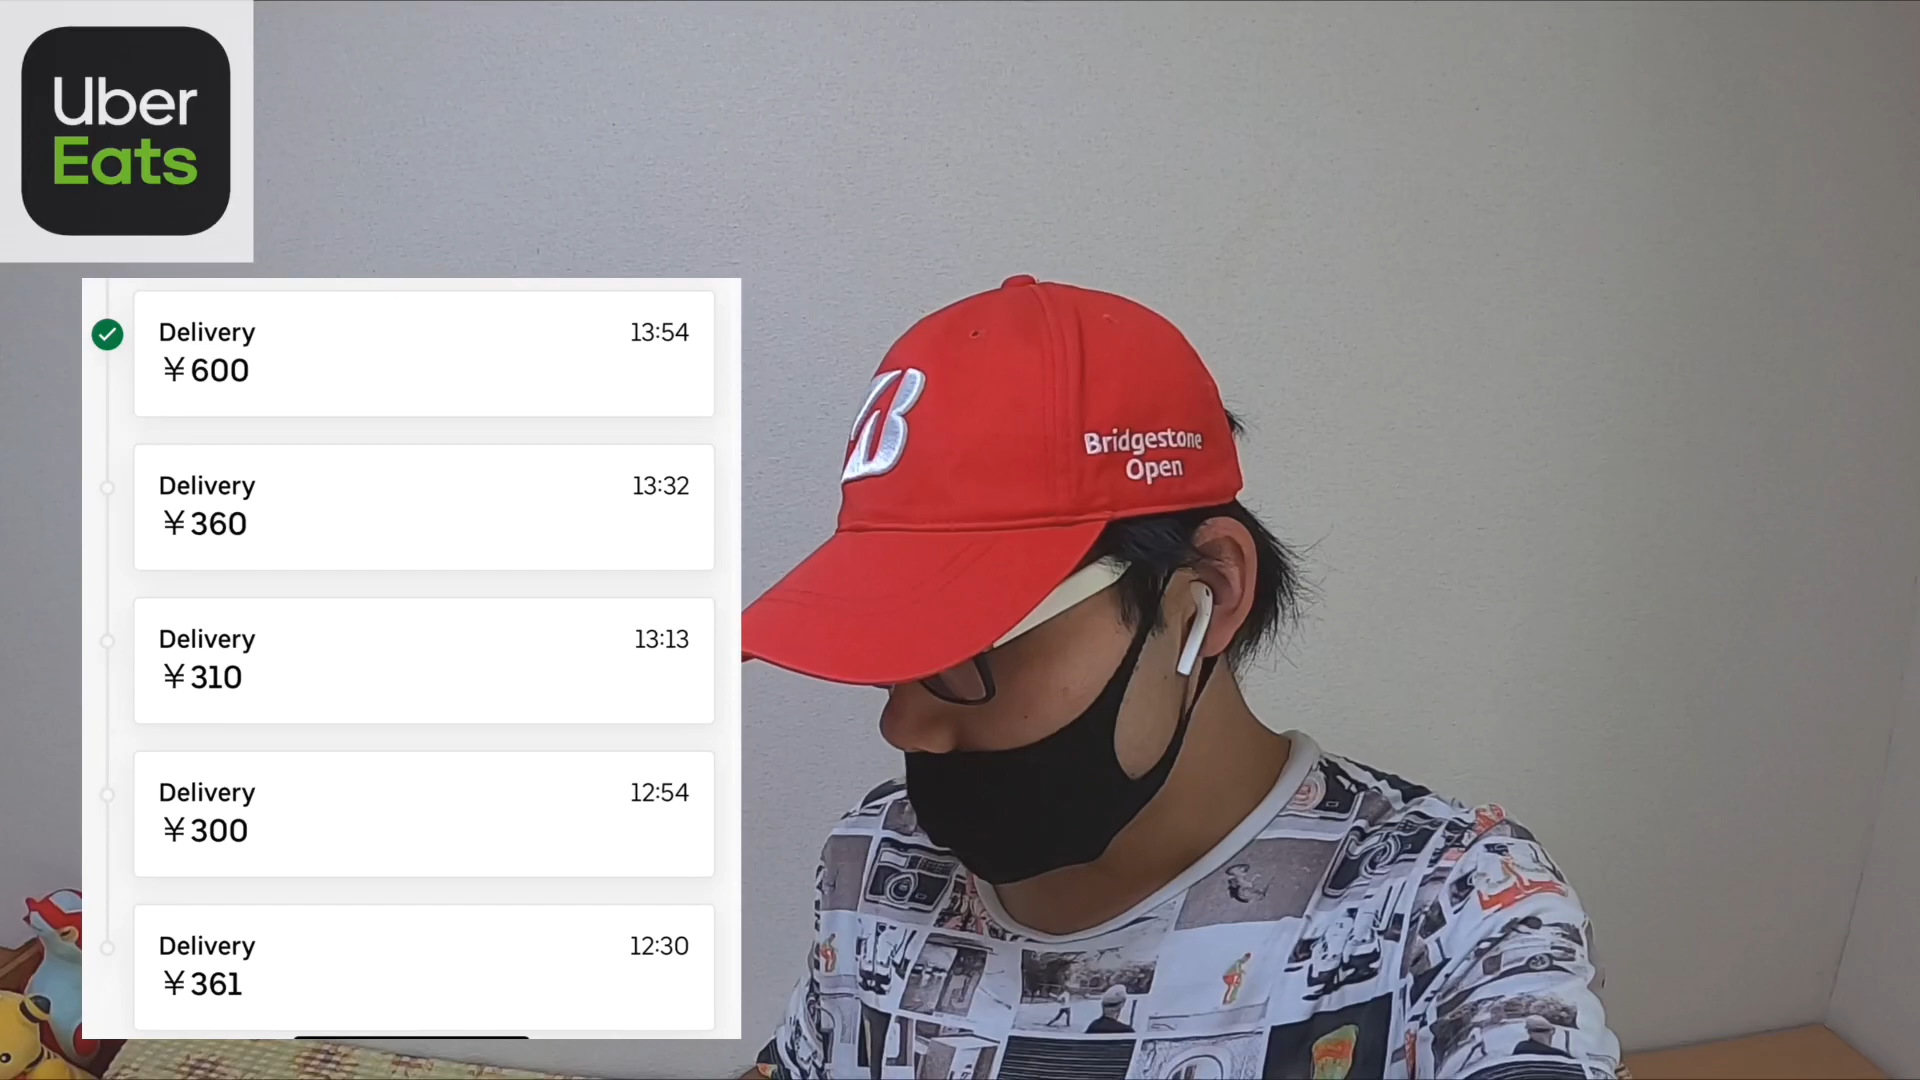 Uber
Eats
Delivery 13:54
¥600
Delivery 13:32
¥360
Delivery 13:13
¥310
Delivery 12:54
¥300
Delivery 12:30
¥361
B
Bridgestone
Open